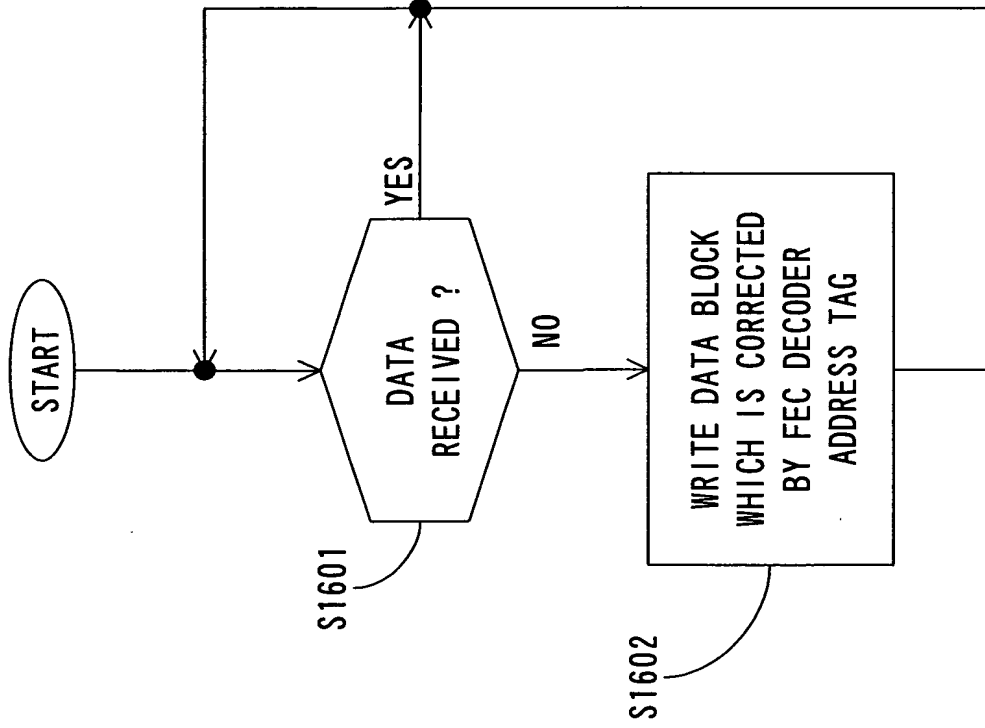 START
S1601
DATA
RECEIVED ?
YES
NO
S1602
WRITE DATA BLOCK
WHICH IS CORRECTED
BY FEC DECODER
ADDRESS TAG